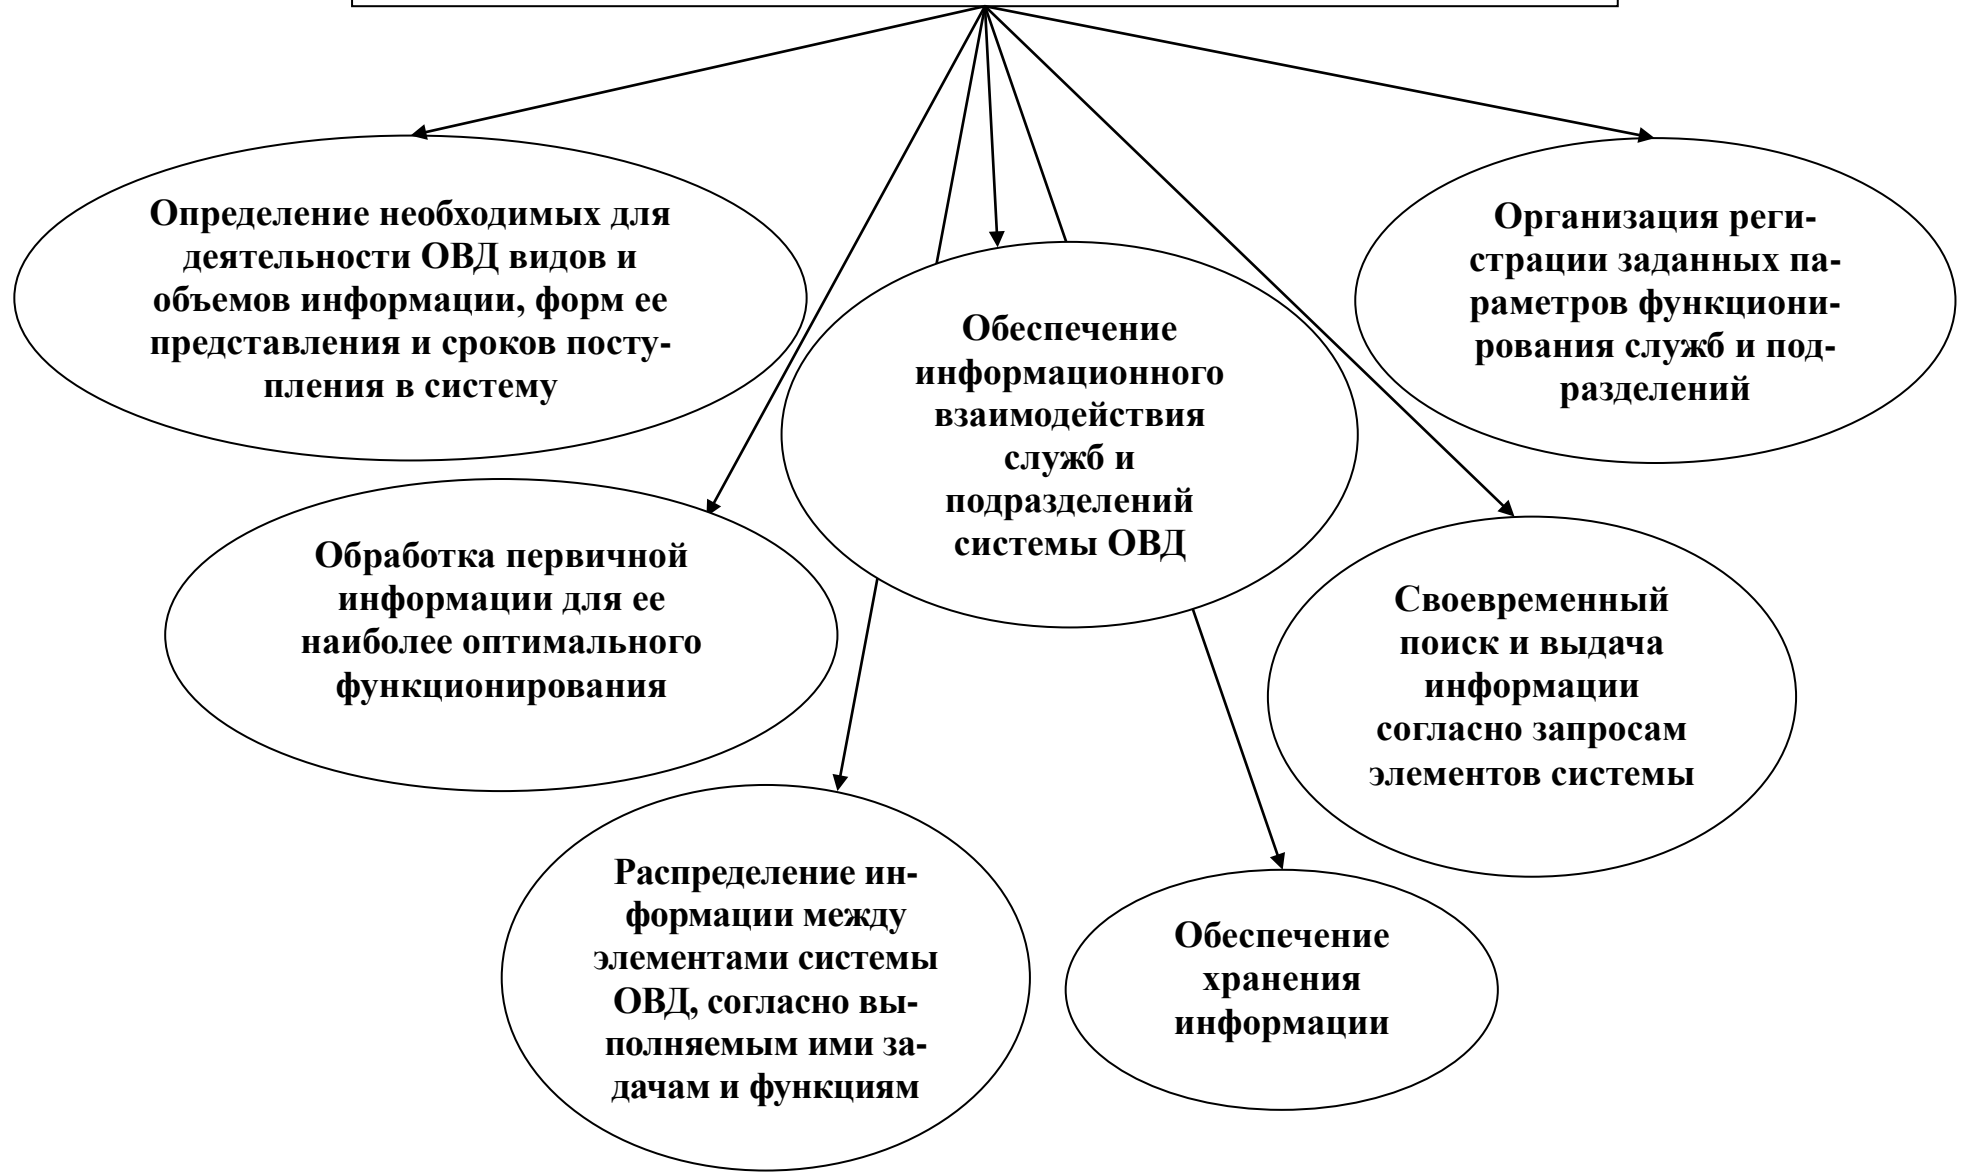 Определение необходимых для
деятельности ОВД видов и
объемов информации, форм ее
представления и сроков посту-
пления в систему
Организация реги-
страции заданных па-
раметров функциони-
рования служб и под-
разделений
Обеспечение
информационного
взаимодействия
служб и
подразделений
системы ОВД
Обработка первичной
информации для ее
наиболее оптимального
функционирования
Своевременный
поиск и выдача
информации
согласно запросам
элементов системы
Распределение ин-
формации между
элементами системы
ОВД, согласно вы-
полняемым ими за-
дачам и функциям
Обеспечение
хранения
информации